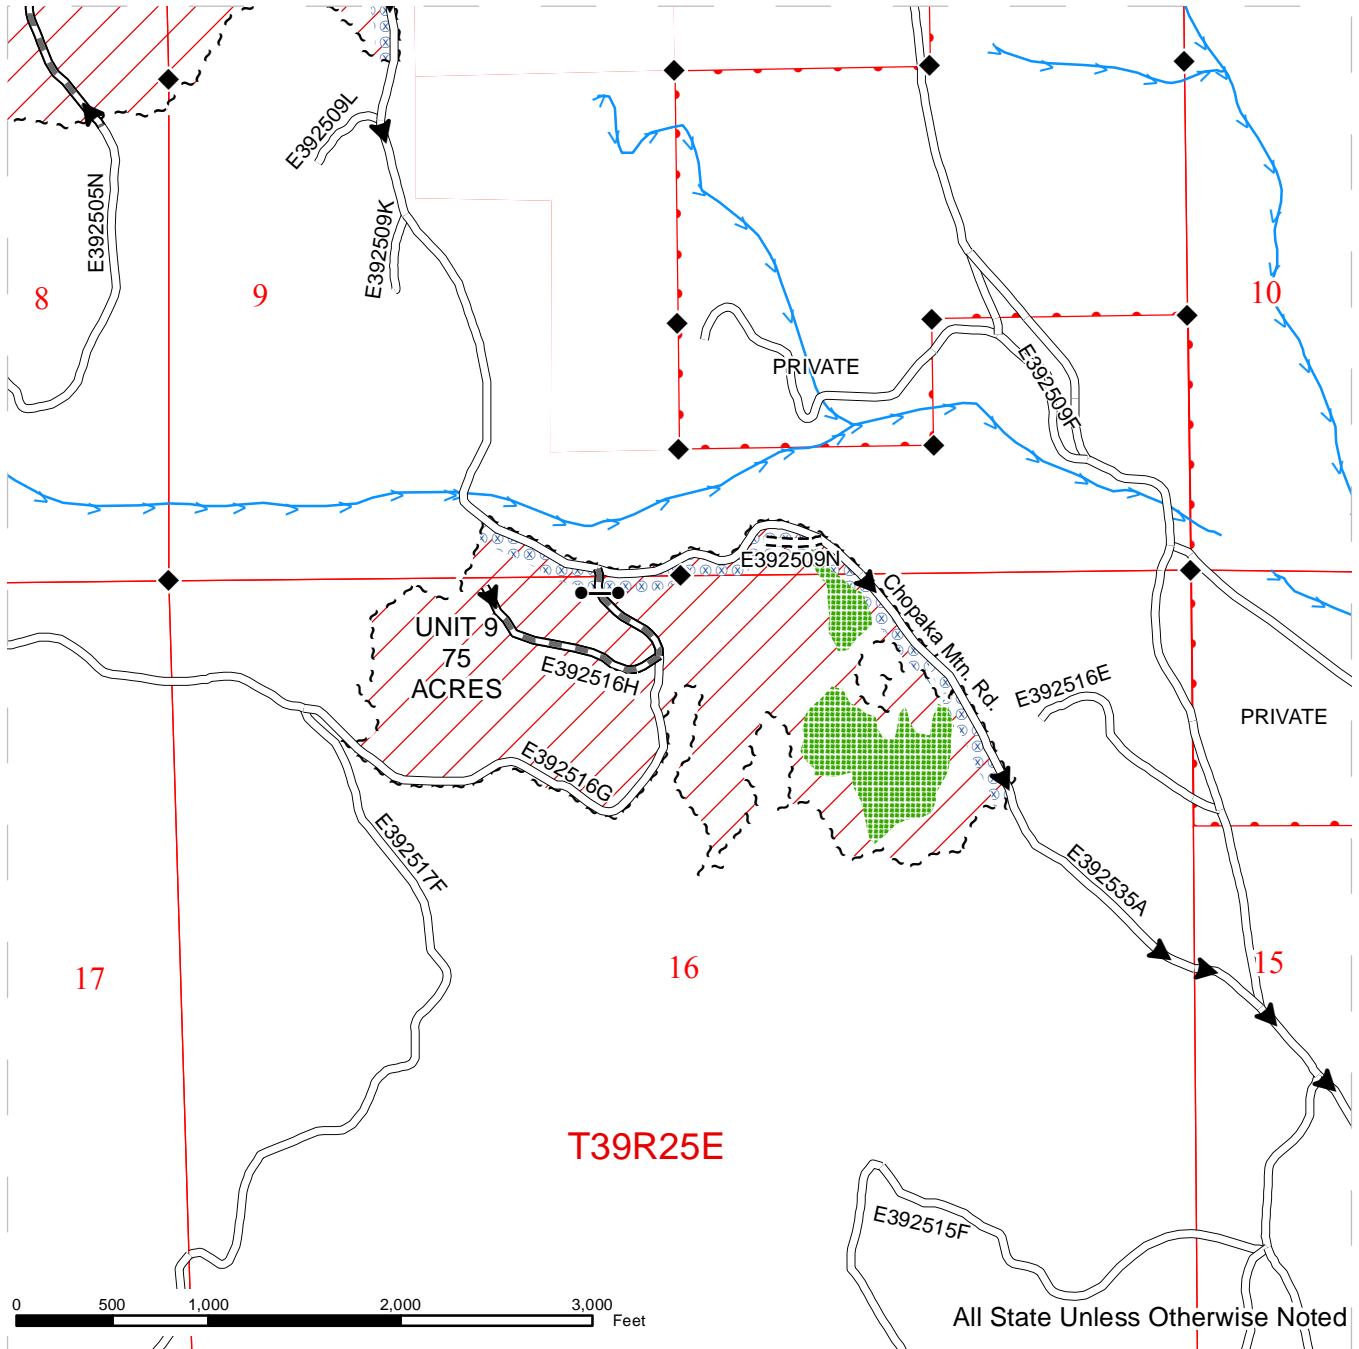 E392509L
E392505N
E392509K
8
9
10
PRIVATE
E392509F
E392509N
Chopaka Mtn. Rd.
UNIT 9
75
ACRES
E392516H
E392516E
PRIVATE
E392516G
E392517F
E392535A
17
16
15
T39R25E
E392515F
0 500 1,000 2,000 3,000
Feet
All State Unless Otherwise Noted